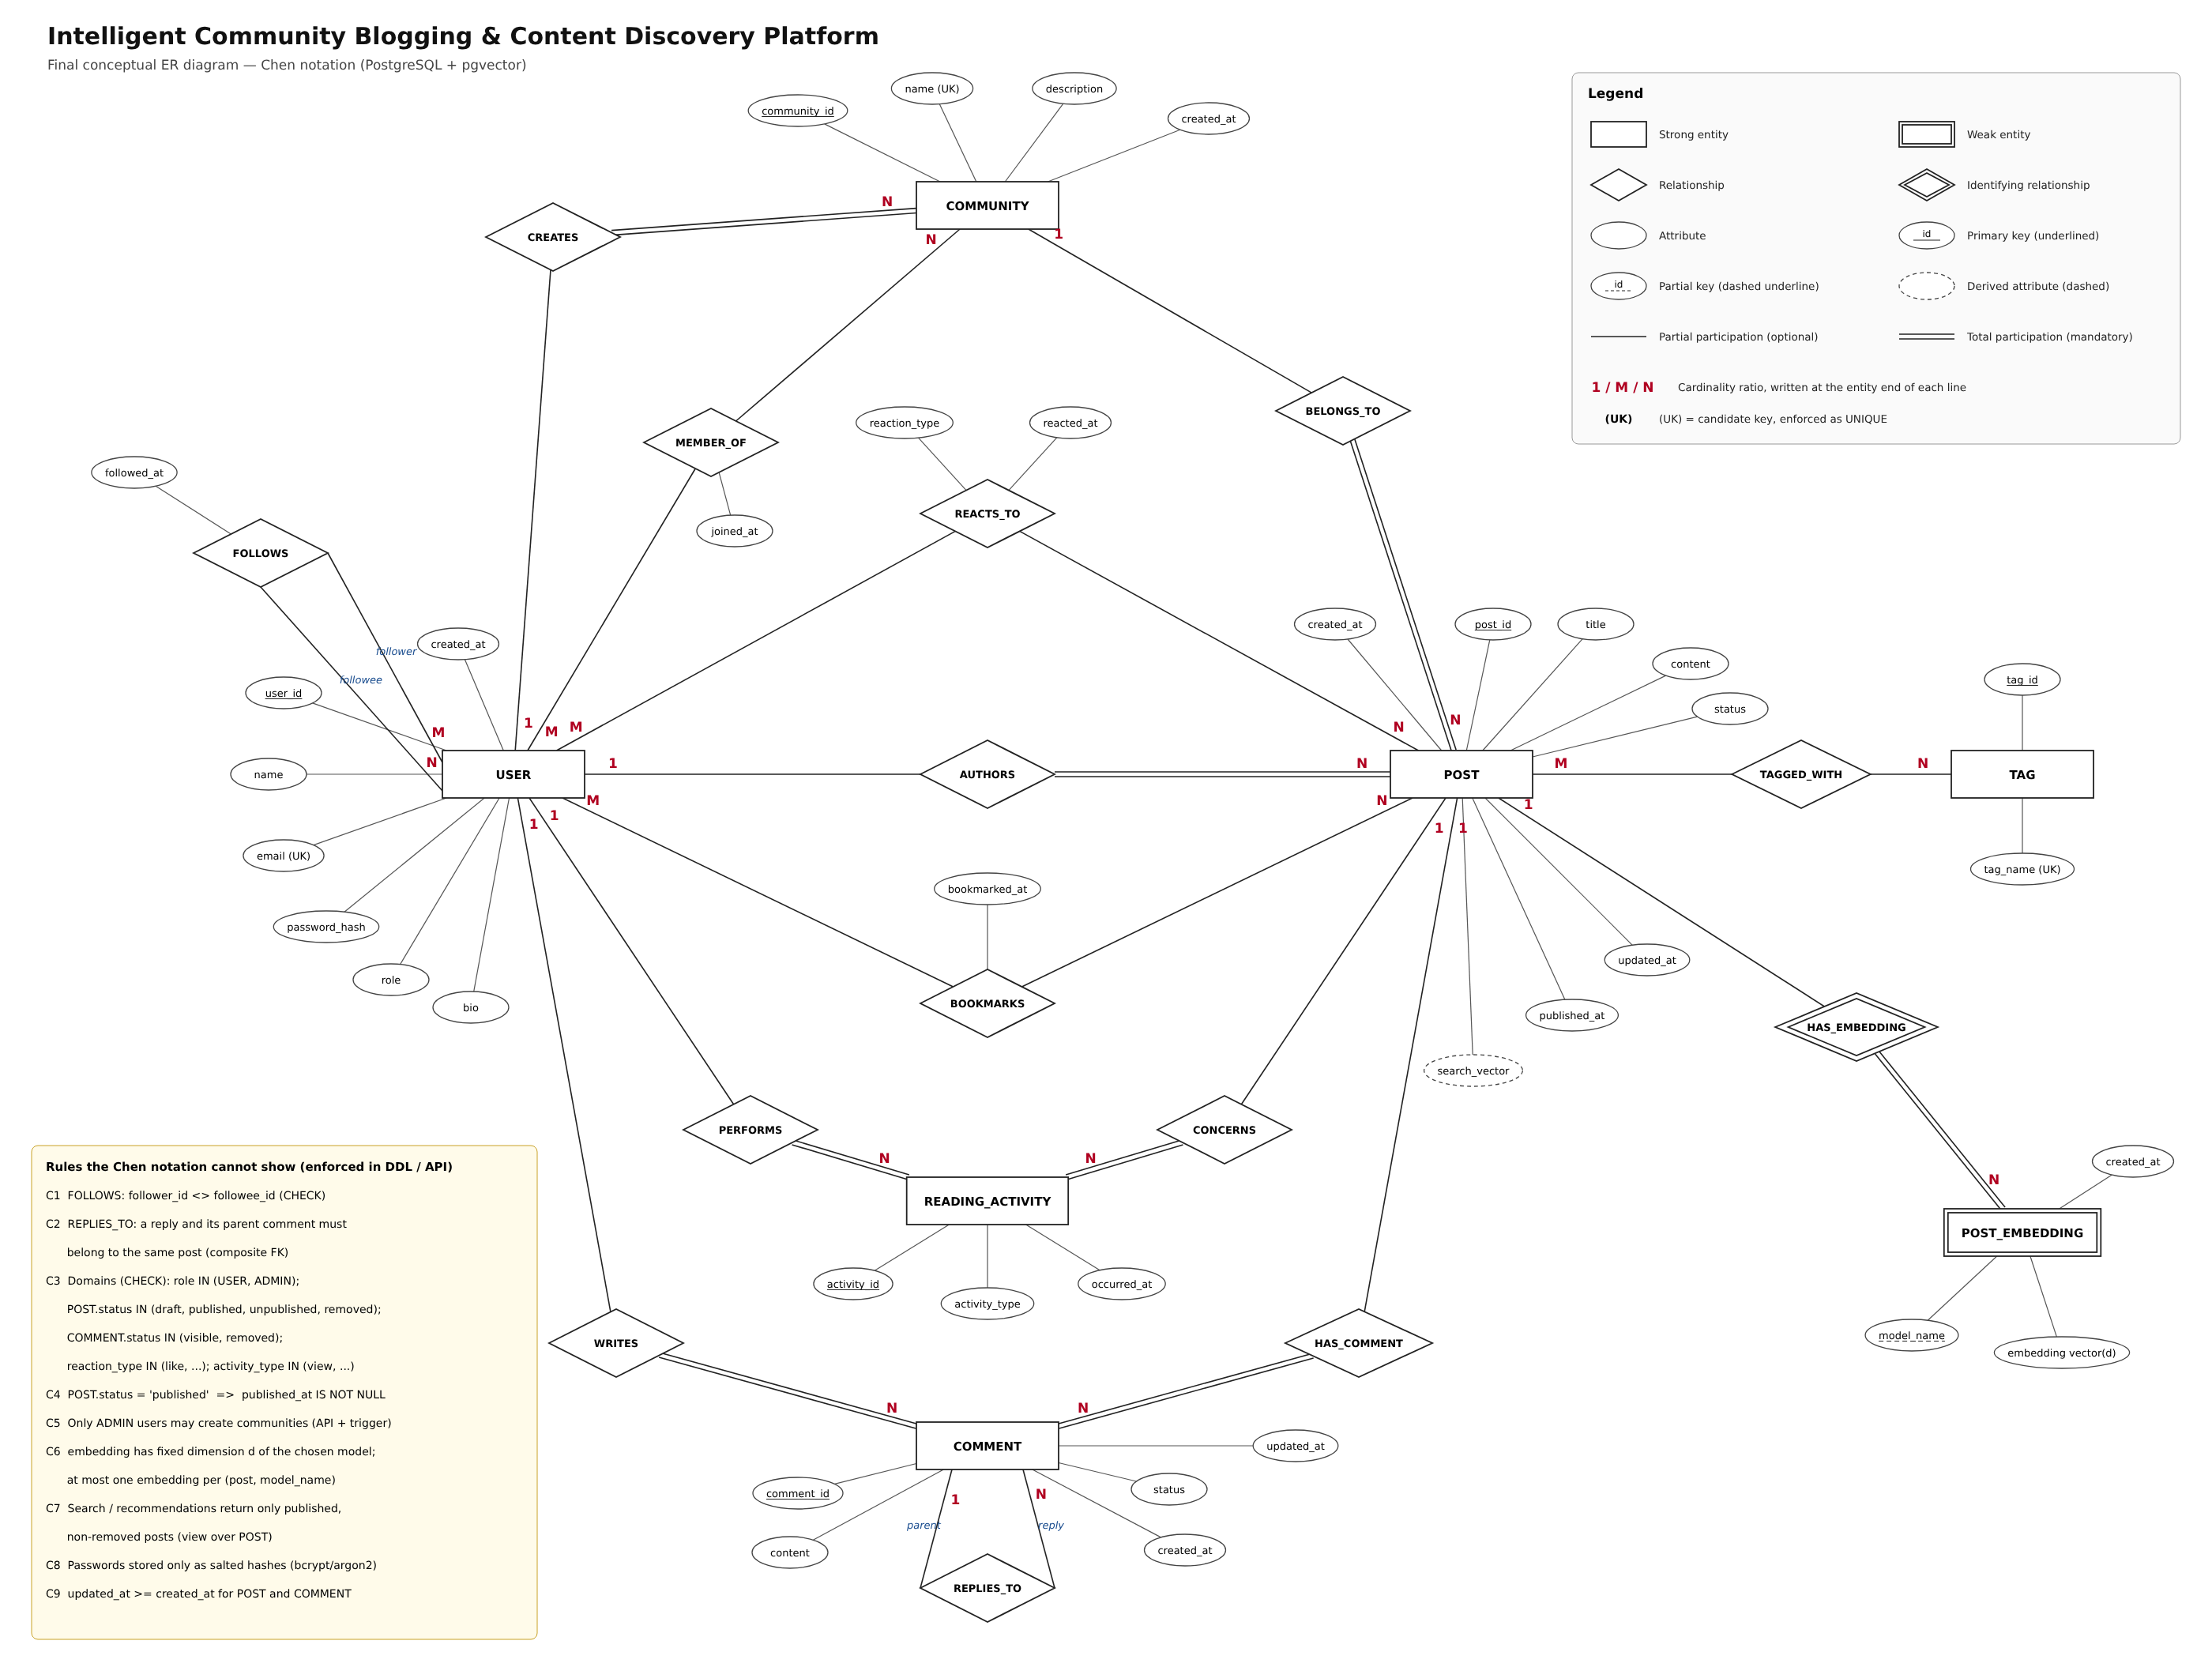 Intelligent Community Blogging & Content Discovery Platform
Final conceptual ER diagram — Chen notation (PostgreSQL + pgvector)
community_id
name (UK)
description
created_at
COMMUNITY
CREATES
N
N
1
Legend
Strong entity
Weak entity
Relationship
Identifying relationship
Attribute
id
Primary key (underlined)
id
Partial key (dashed underline)
Derived attribute (dashed)
Partial participation (optional)
Total participation (mandatory)
1 / M / N
Cardinality ratio, written at the entity end of each line
(UK)
(UK) = candidate key, enforced as UNIQUE
MEMBER_OF
joined_at
reaction_type
reacted_at
REACTS_TO
BELONGS_TO
followed_at
FOLLOWS
follower
followee
created_at
user_id
name
email (UK)
password_hash
role
bio
USER
M
N
1
M
M
1
M
1
1
AUTHORS
N
created_at
post_id
title
content
status
N
N
POST
M
TAGGED_WITH
N
tag_id
TAG
tag_name (UK)
N
1
1
1
bookmarked_at
BOOKMARKS
updated_at
published_at
search_vector
HAS_EMBEDDING
PERFORMS
CONCERNS
N
N
READING_ACTIVITY
activity_id
activity_type
occurred_at
N
created_at
POST_EMBEDDING
model_name
embedding vector(d)
WRITES
HAS_COMMENT
N
N
COMMENT
updated_at
status
created_at
comment_id
content
1
N
parent
reply
REPLIES_TO
Rules the Chen notation cannot show (enforced in DDL / API)
C1 FOLLOWS: follower_id <> followee_id (CHECK)
C2 REPLIES_TO: a reply and its parent comment must
belong to the same post (composite FK)
C3 Domains (CHECK): role IN (USER, ADMIN);
POST.status IN (draft, published, unpublished, removed);
COMMENT.status IN (visible, removed);
reaction_type IN (like, ...); activity_type IN (view, ...)
C4 POST.status = 'published' => published_at IS NOT NULL
C5 Only ADMIN users may create communities (API + trigger)
C6 embedding has fixed dimension d of the chosen model;
at most one embedding per (post, model_name)
C7 Search / recommendations return only published,
non-removed posts (view over POST)
C8 Passwords stored only as salted hashes (bcrypt/argon2)
C9 updated_at >= created_at for POST and COMMENT